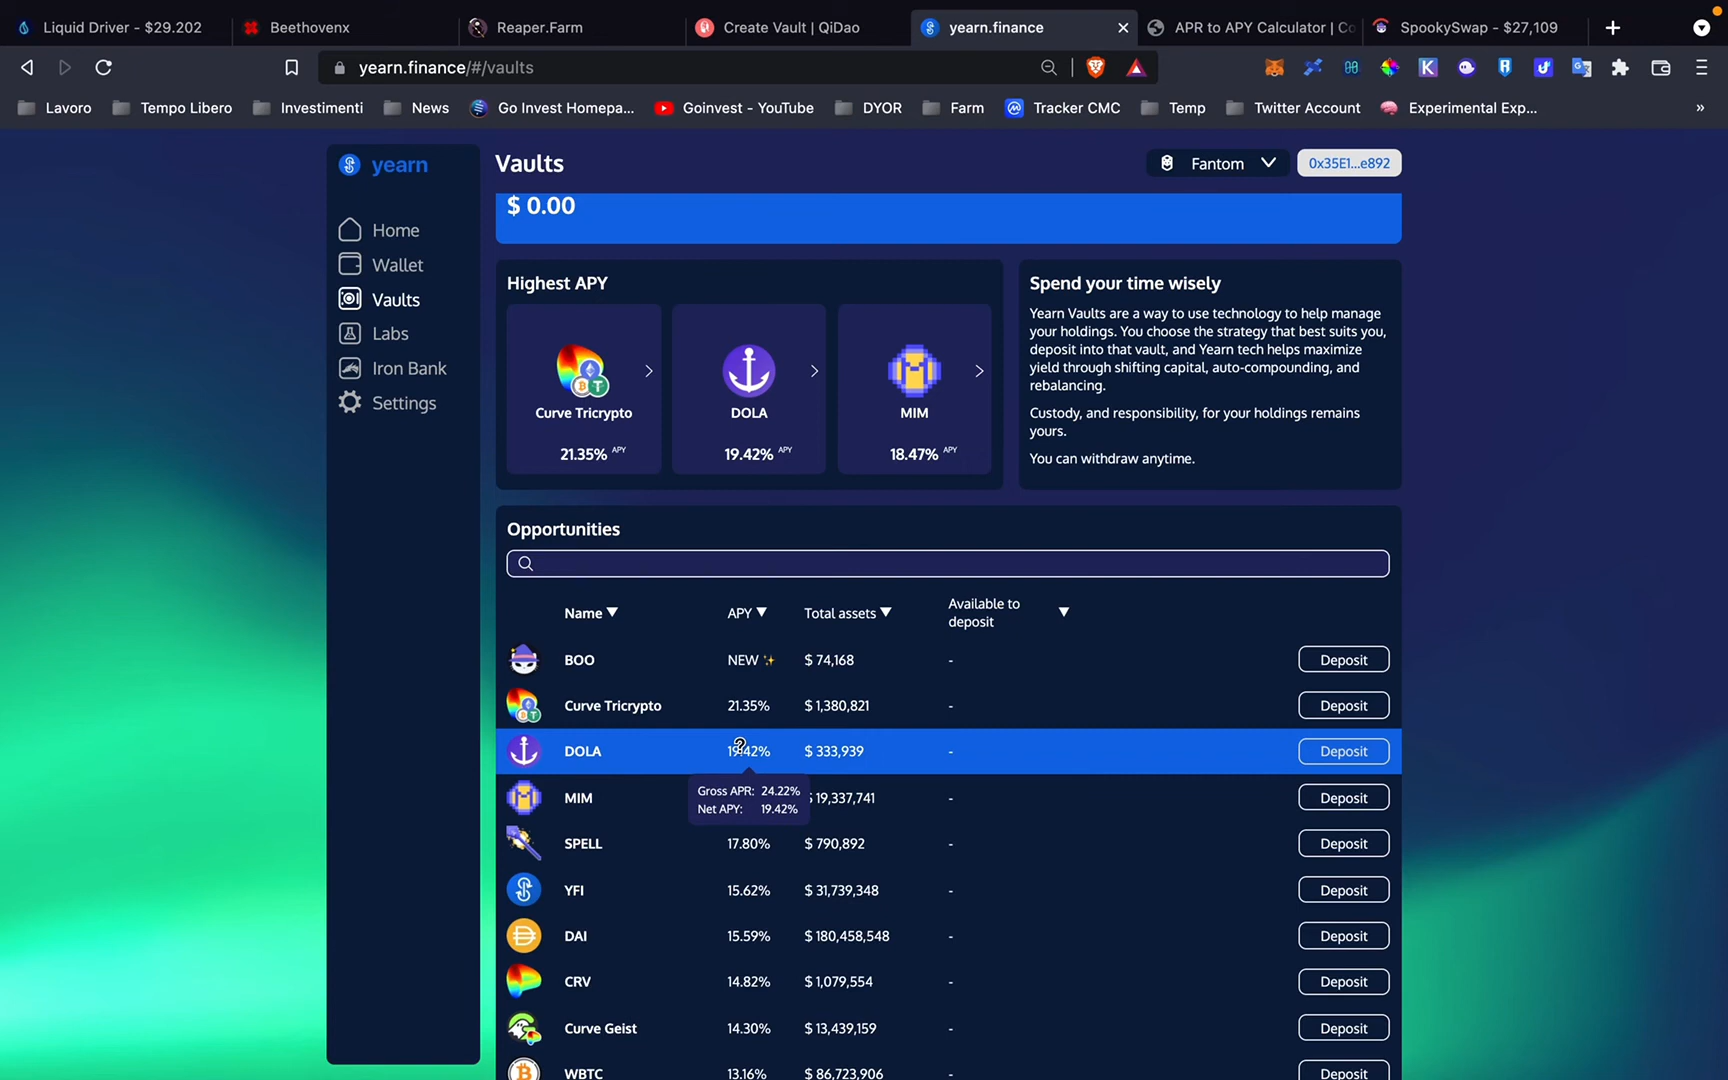 Liquid Driver - $29.202
Beethovenx
Reaper.Farm
Create Vault | QiDao
yearn.finance
APR to APY Calculator | Co
SpookySwap - $27,109
yearn.finance/#/vaults
Lavoro
Tempo Libero
Investimenti
News
Go Invest Homepa...
Goinvest - YouTube
DYOR
Farm
Tracker CMC
Temp
Twitter Account
Experimental Exp...
yearn
Home
Wallet
Vaults
Labs
Iron Bank
Settings
Vaults
Fantom
0x35E1...e892
$ 0.00
Highest APY
Curve Tricrypto
21.35% APY
DOLA
19.42% APY
MIM
18.47% APY
Spend your time wisely
Yearn Vaults are a way to use technology to help manage
your holdings. You choose the strategy that best suits you,
deposit into that vault, and Yearn tech helps maximize
yield through shifting capital, auto-compounding, and
rebalancing.
Custody, and responsibility, for your holdings remains
yours.
You can withdraw anytime.
Opportunities
Name APY Total assets Available to
deposit
BOO NEW $ 74,168 - Deposit
Curve Tricrypto 21.35% $ 1,380,821 - Deposit
DOLA 19.42% $ 333,939 - Deposit
Gross APR: 24.22%
Net APY: 19.42%
MIM $ 19,337,741 - Deposit
SPELL 17.80% $ 790,892 - Deposit
YFI 15.62% $ 31,739,348 - Deposit
DAI 15.59% $ 180,458,548 - Deposit
CRV 14.82% $ 1,079,554 - Deposit
Curve Geist 14.30% $ 13,439,159 - Deposit
WBTC 13.16% $ 86,723,906 - Deposit